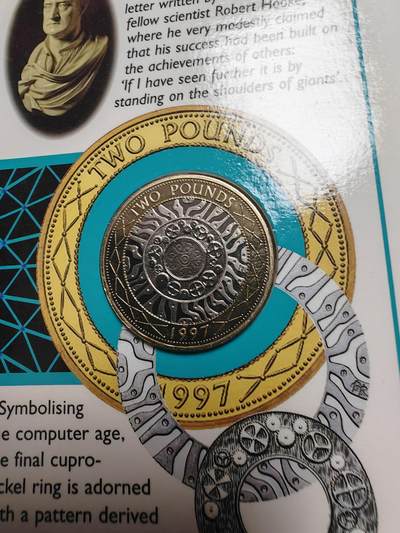 letter written by
fellow scientist Robert Hooke,
where he very modestly claimed
that his success had been built on
the achievements of others:
'If I have seen further it is by
standing on the shoulders of giants'.
TWO POUNDS
TWO POUNDS
1997
1997
Symbolising
e computer age,
e final cupro-
ckel ring is adorned
th a pattern derived